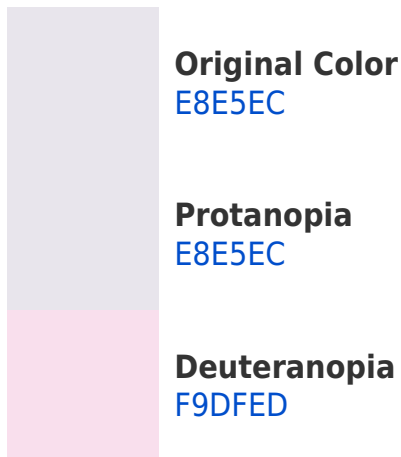 Original Color
E8E5EC
Protanopia
E8E5EC
Deuteranopia
F9DFED